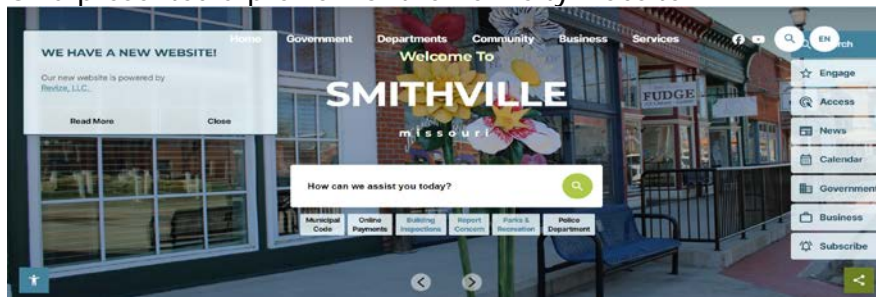 WE HAVE A NEW WEBSITE!
Our new website is powered by
Revize, LLC.
Read More Close
Home Government Departments Community Business Services
EN
Welcome To
SMITHVILLE
missouri
FUDGE
How can we assist you today?
Municipal Code
Online Payments
Building Inspections
Report Concern
Parks & Recreation
Police Department
Engage
Access
News
Calendar
Government
Business
Subscribe